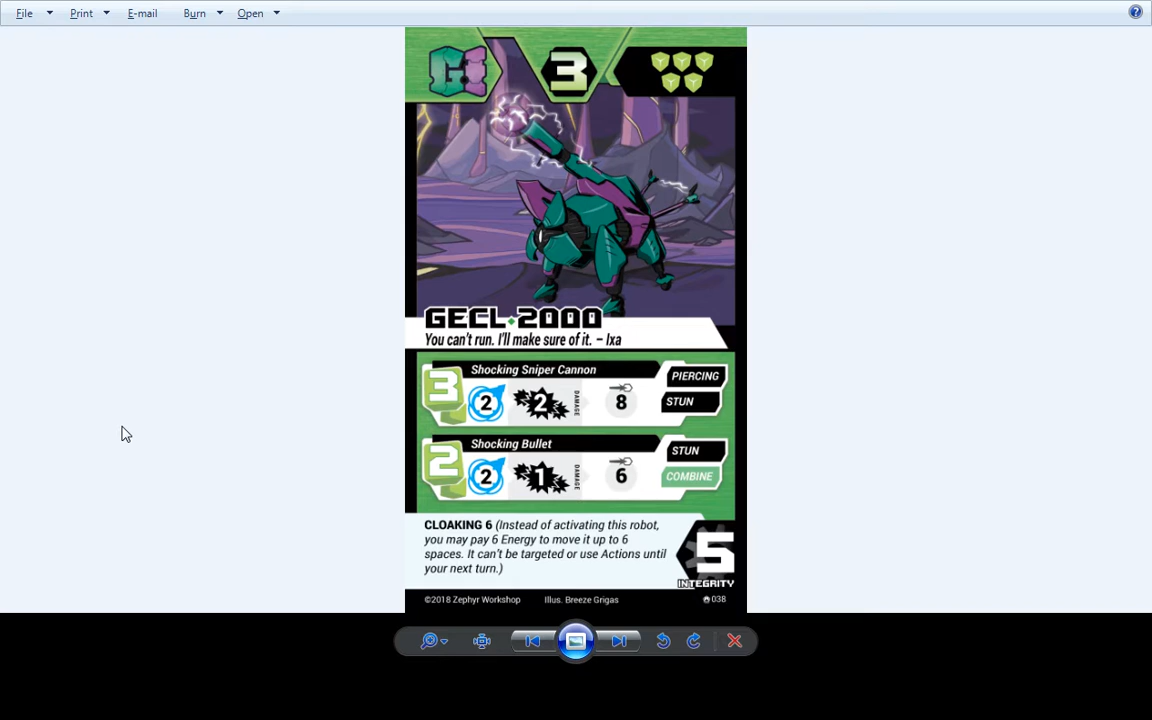 File Print E-mail Burn Open ?
GI 3
GECL·2000
You can't run. I'll make sure of it. – Ixa
3 Shocking Sniper Cannon PIERCING
2 2 DAMAGE 8 STUN
2 Shocking Bullet STUN
2 1 DAMAGE 6 COMBINE
CLOAKING 6 (Instead of activating this robot,
you may pay 6 Energy to move it up to 6
spaces. It can't be targeted or use Actions until
your next turn.)
5
INTEGRITY
©2018 Zephyr Workshop Illus. Breeze Grigas 038